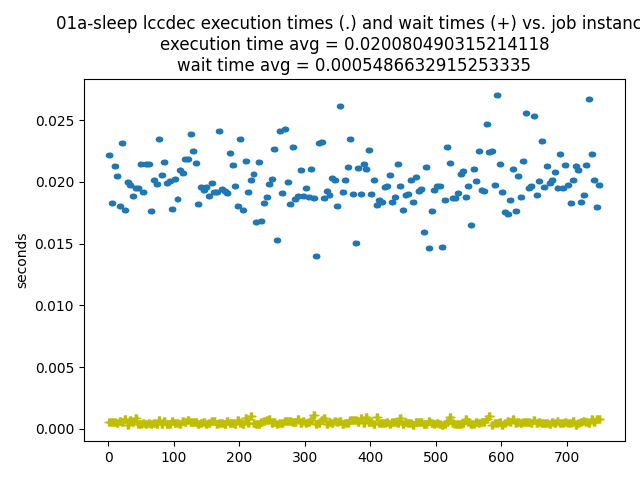 01a-sleep lccdec execution times (.) and wait times (+) vs. job instanc
execution time avg = 0.020080490315214118
wait time avg = 0.0005486632915253335
0.025
0.020
0.015
0.010
0.005
0.000
seconds
0 100 200 300 400 500 600 700